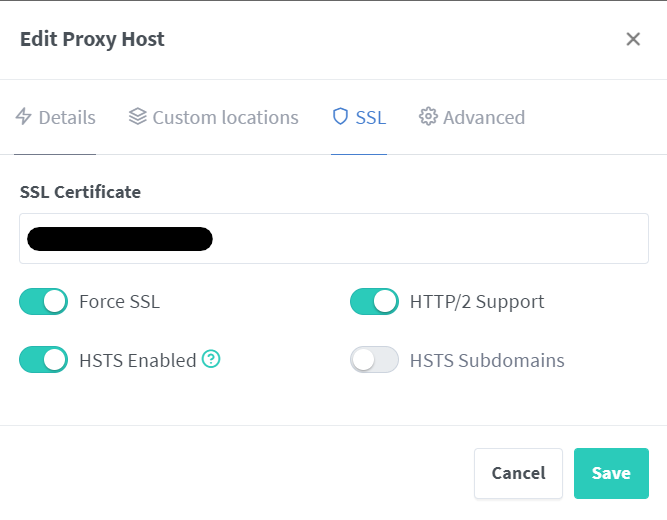 Edit Proxy Host
Details Custom locations SSL Advanced
SSL Certificate
Force SSL HTTP/2 Support
HSTS Enabled ? HSTS Subdomains
Cancel Save